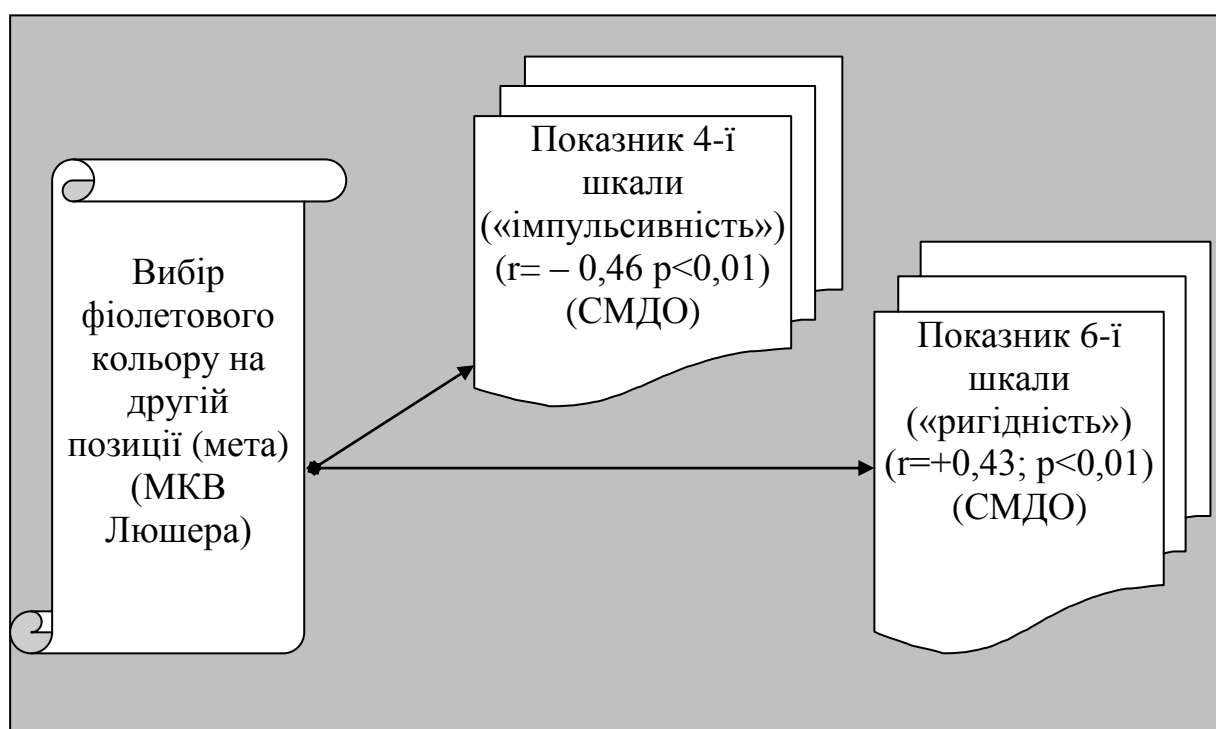 Вибір
фіолетового
кольору на
другій
позиції (мета)
(МКВ
Люшера)
Показник 4-ї
шкали
(«імпульсивність»)
(r= – 0,46 p<0,01)
(СМДО)
Показник 6-ї
шкали
(«ригідність»)
(r=+0,43; p<0,01)
(СМДО)